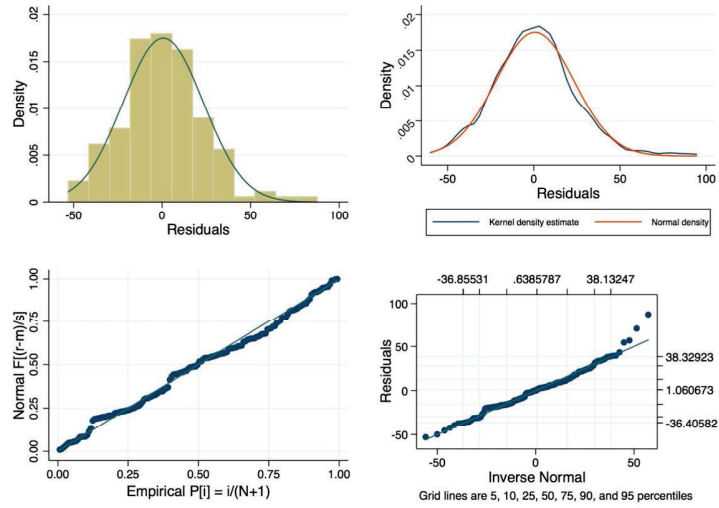 .02
.015
.01
.005
0
Density
-50 0 50 100
Residuals
.02
.015
.01
.005
0
Density
-50 0 50 100
Residuals
Kernel density estimate Normal density
1.00
0.75
0.50
0.25
0.00
Normal F[(r-m)/s]
0.00 0.25 0.50 0.75 1.00
Empirical P[i] = i/(N+1)
-36.85531 .6385787 38.13247
100
50
0
-50
Residuals
38.32923
1.060673
-36.40582
-50 0 50
Inverse Normal
Grid lines are 5, 10, 25, 50, 75, 90, and 95 percentiles